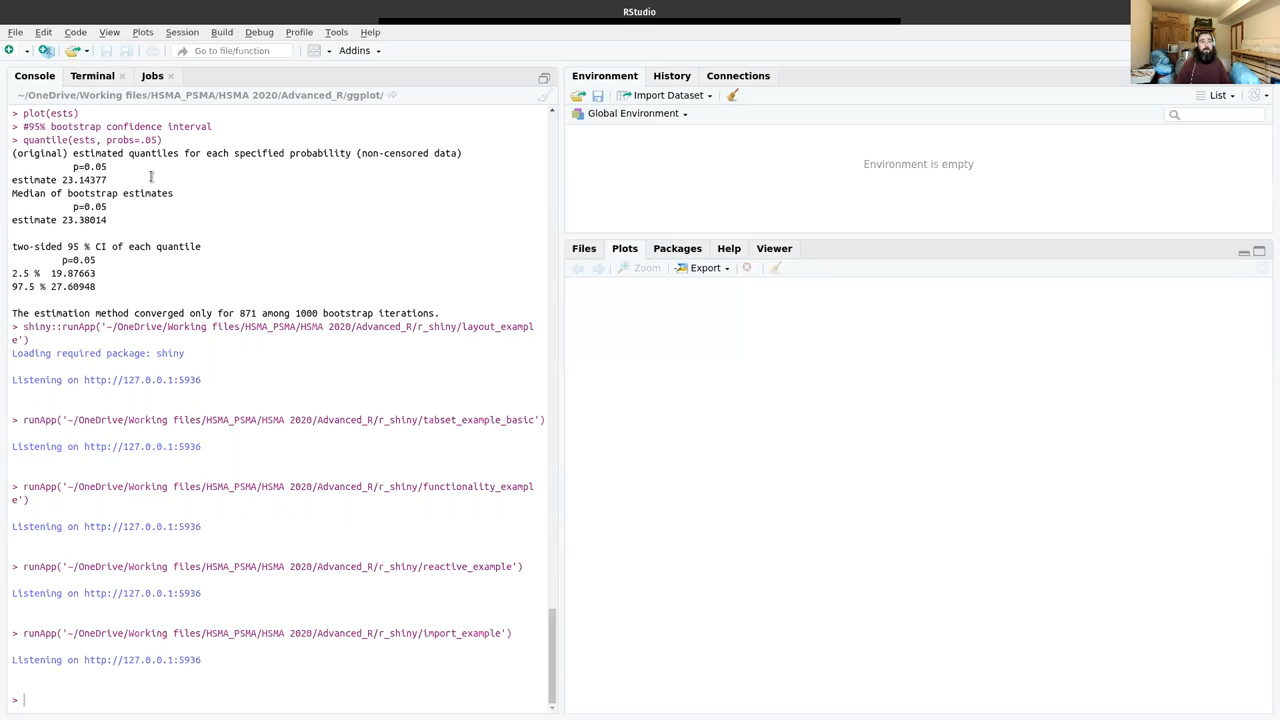 RStudio
File Edit Code View Plots Session Build Debug Profile Tools Help
Go to file/function Addins
Console Terminal Jobs
~/OneDrive/Working files/HSMA_PSMA/HSMA 2020/Advanced_R/ggplot/
> plot(ests)
> #95% bootstrap confidence interval
> quantile(ests, probs=.05)
(original) estimated quantiles for each specified probability (non-censored data)
p=0.05
estimate 23.14377
Median of bootstrap estimates
p=0.05
estimate 23.38014
two-sided 95 % CI of each quantile
p=0.05
2.5 % 19.87663
97.5 % 27.60948
The estimation method converged only for 871 among 1000 bootstrap iterations.
> shiny::runApp('~/OneDrive/Working files/HSMA_PSMA/HSMA 2020/Advanced_R/r_shiny/layout_exampl
e')
Loading required package: shiny
Listening on http://127.0.0.1:5936
> runApp('~/OneDrive/Working files/HSMA_PSMA/HSMA 2020/Advanced_R/r_shiny/tabset_example_basic')
Listening on http://127.0.0.1:5936
> runApp('~/OneDrive/Working files/HSMA_PSMA/HSMA 2020/Advanced_R/r_shiny/functionality_exampl
e')
Listening on http://127.0.0.1:5936
> runApp('~/OneDrive/Working files/HSMA_PSMA/HSMA 2020/Advanced_R/r_shiny/reactive_example')
Listening on http://127.0.0.1:5936
> runApp('~/OneDrive/Working files/HSMA_PSMA/HSMA 2020/Advanced_R/r_shiny/import_example')
Listening on http://127.0.0.1:5936
>
Environment History Connections
Import Dataset List
Global Environment
Environment is empty
Files Plots Packages Help Viewer
Zoom Export